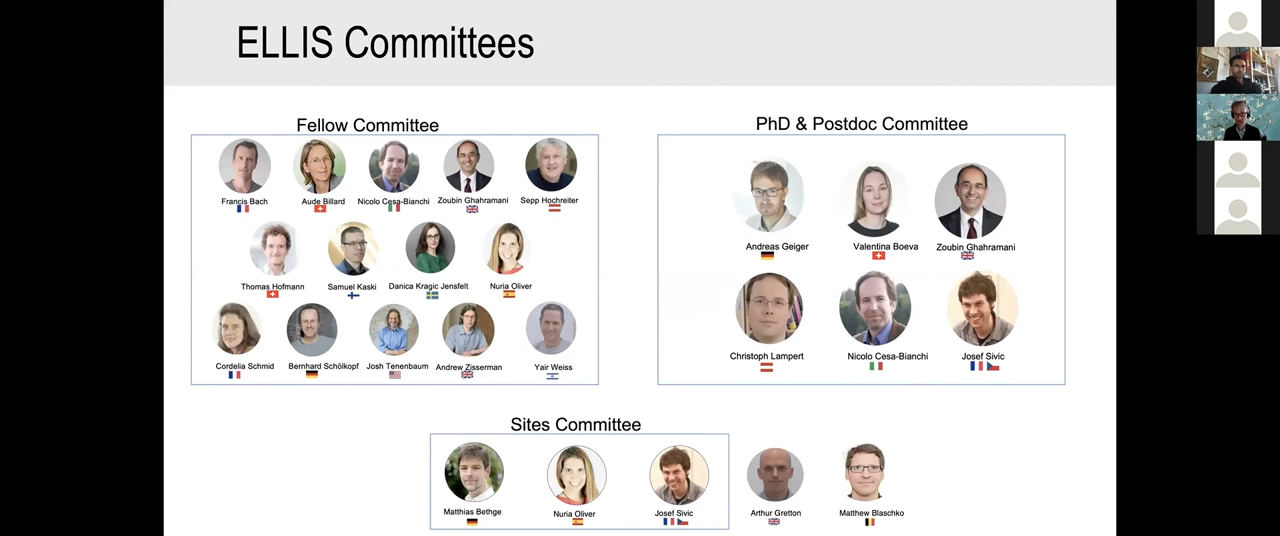 ELLIS Committees
Fellow Committee
Francis Bach
Aude Billard
Nicolo Cesa-Bianchi
Zoubin Ghahramani
Sepp Hochreiter
Thomas Hofmann
Samuel Kaski
Danica Kragic Jensfelt
Nuria Oliver
Cordelia Schmid
Bernhard Schölkopf
Josh Tenenbaum
Andrew Zisserman
Yair Weiss
PhD & Postdoc Committee
Andreas Geiger
Valentina Boeva
Zoubin Ghahramani
Christoph Lampert
Nicolo Cesa-Bianchi
Josef Sivic
Sites Committee
Matthias Bethge
Nuria Oliver
Josef Sivic
Arthur Gretton
Matthew Blaschko